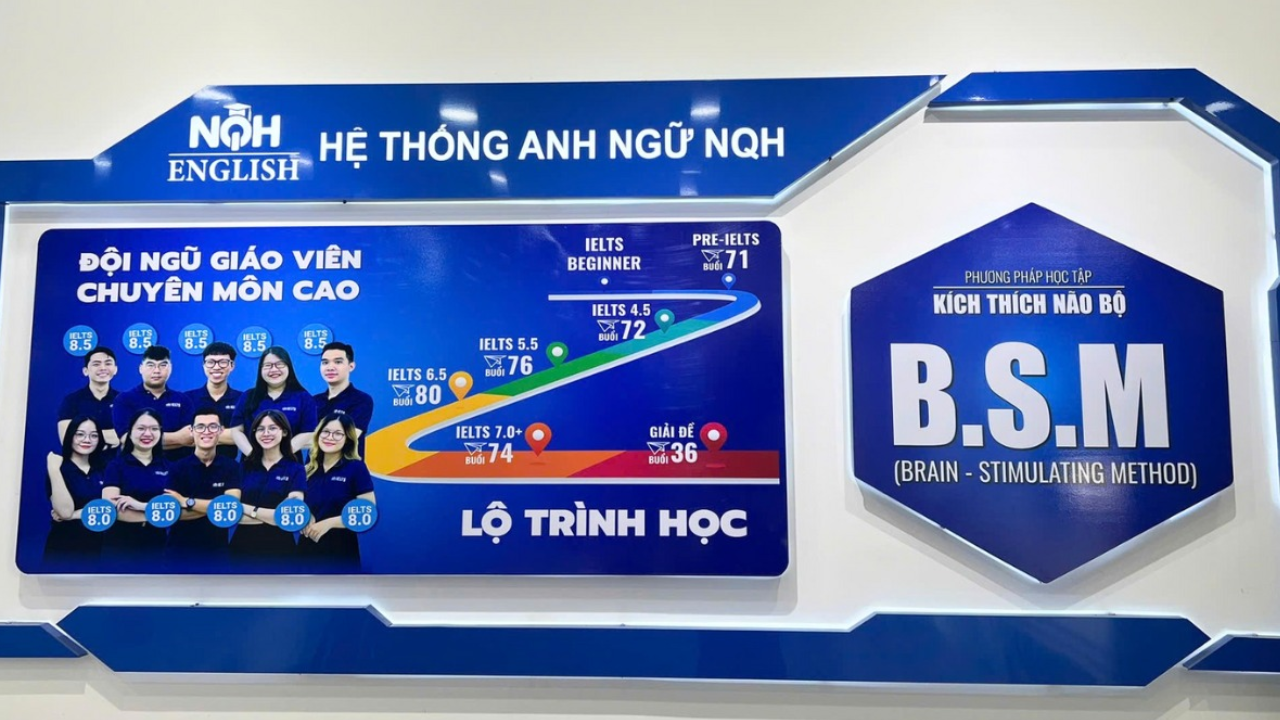 NQH
ENGLISH
HỆ THỐNG ANH NGỮ NQH
ĐỘI NGŨ GIÁO VIÊN
CHUYÊN MÔN CAO
IELTS
8.5
IELTS
8.5
IELTS
8.5
IELTS
8.5
IELTS
8.5
IELTS
8.0
IELTS
8.0
IELTS
8.0
IELTS
8.0
IELTS
8.0
IELTS
BEGINNER
PRE-IELTS
BUỔI 71
IELTS 4.5
BUỔI 72
IELTS 5.5
BUỔI 76
IELTS 6.5
BUỔI 80
IELTS 7.0+
BUỔI 74
GIẢI ĐỀ
BUỔI 36
LỘ TRÌNH HỌC
PHƯƠNG PHÁP HỌC TẬP
KÍCH THÍCH NÃO BỘ
B.S.M
(BRAIN - STIMULATING METHOD)